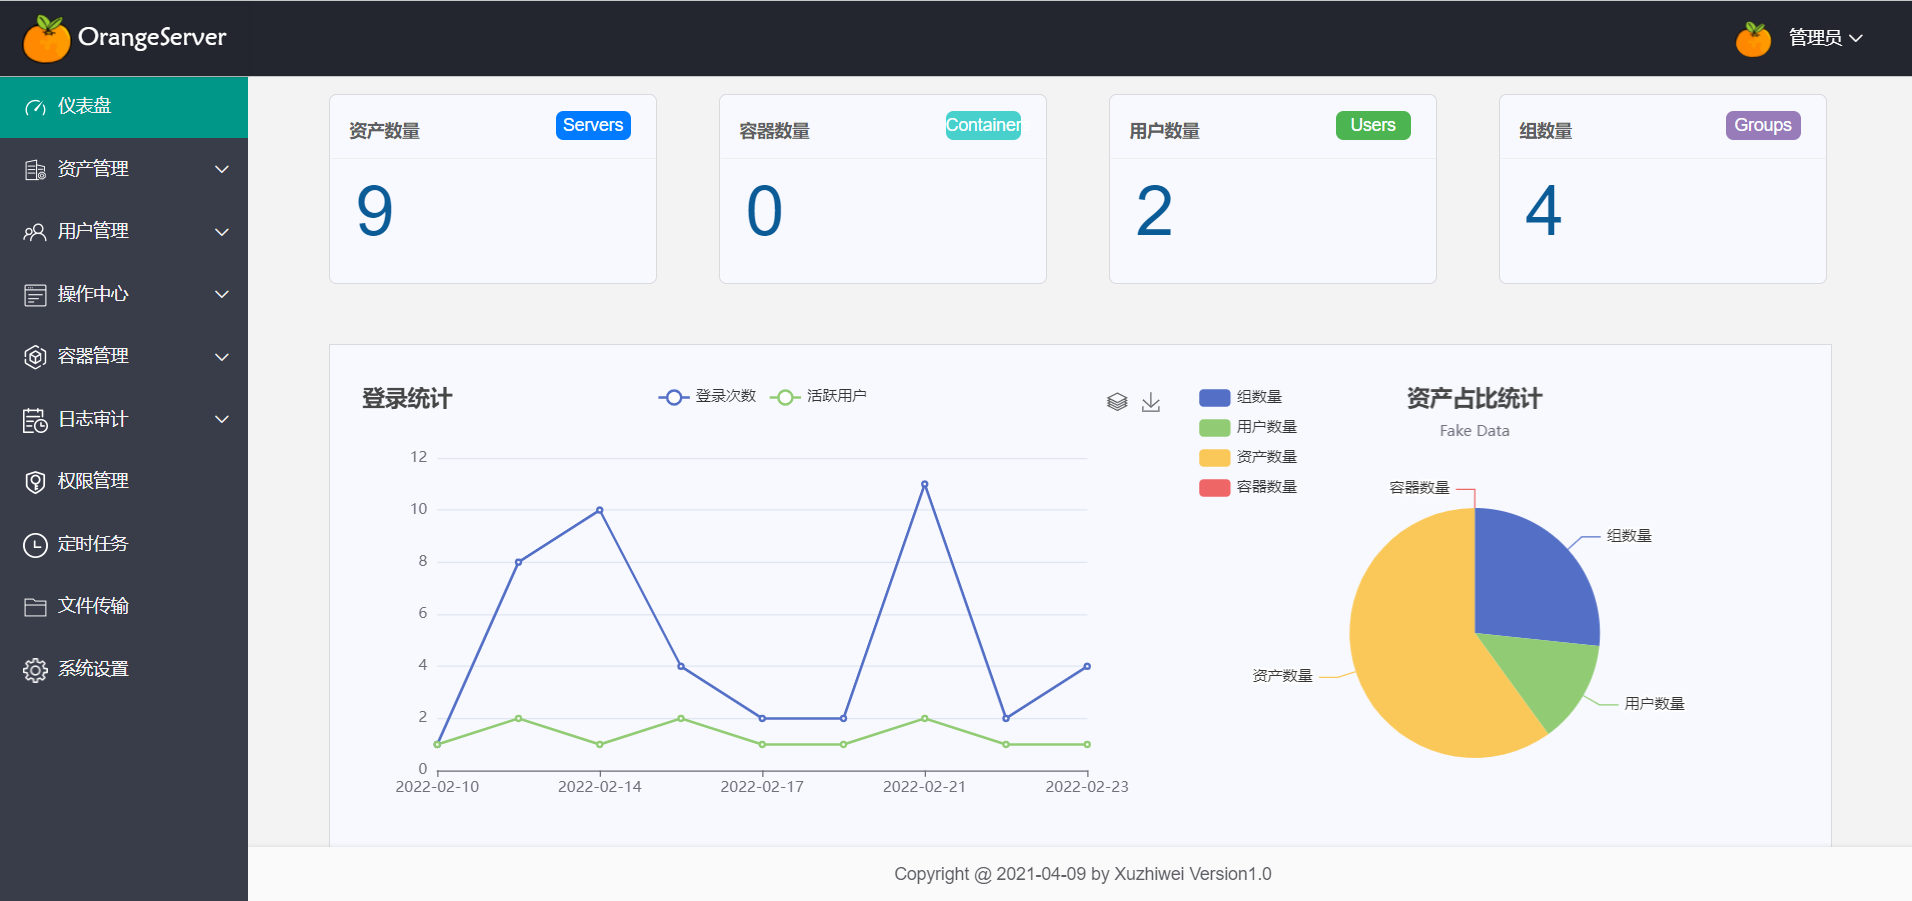 OrangeServer
管理员
仪表盘
资产管理
用户管理
操作中心
容器管理
日志审计
权限管理
定时任务
文件传输
系统设置
资产数量
Servers
9
容器数量
Container
0
用户数量
Users
2
组数量
Groups
4
登录统计
登录次数
活跃用户
12
10
8
6
4
2
0
2022-02-10
2022-02-14
2022-02-17
2022-02-21
2022-02-23
组数量
用户数量
资产数量
容器数量
资产占比统计
Fake Data
容器数量
组数量
资产数量
用户数量
Copyright @ 2021-04-09 by Xuzhiwei Version1.0